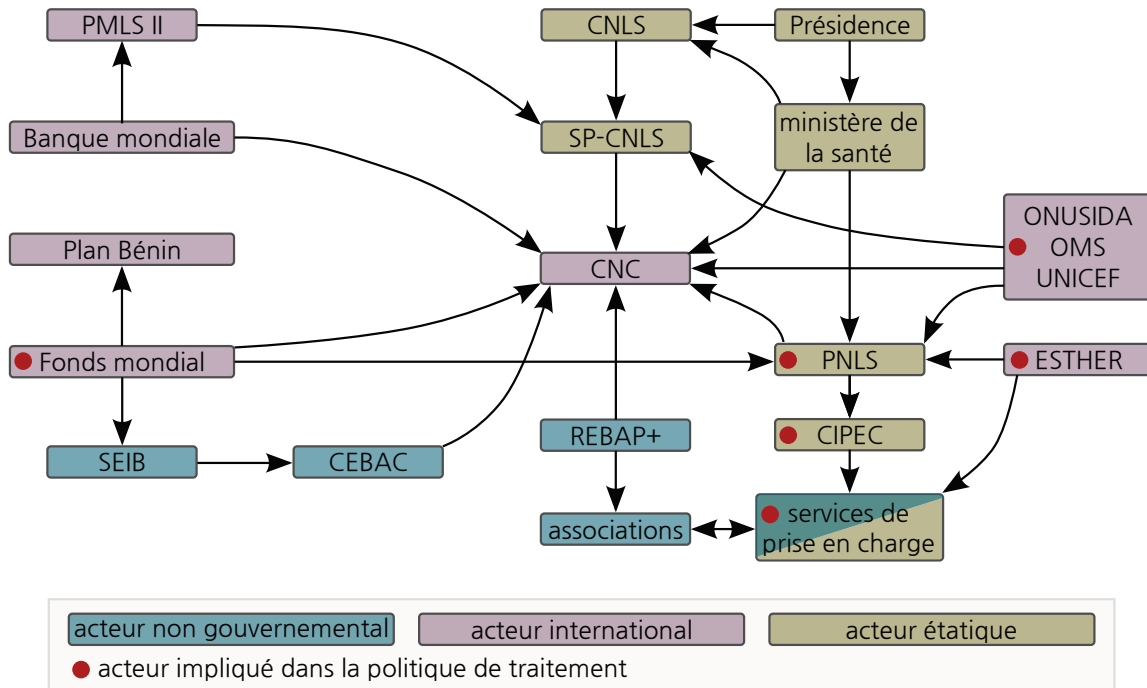 PMLS II
CNLS
Présidence
Banque mondiale
SP-CNLS
ministère de
la santé
ONUSIDA
OMS
UNICEF
Plan Bénin
CNC
Fonds mondial
PNLS
ESTHER
SEIB
CEBAC
REBAP+
CIPEC
associations
services de
prise en charge
acteur non gouvernemental
acteur international
acteur étatique
acteur impliqué dans la politique de traitement